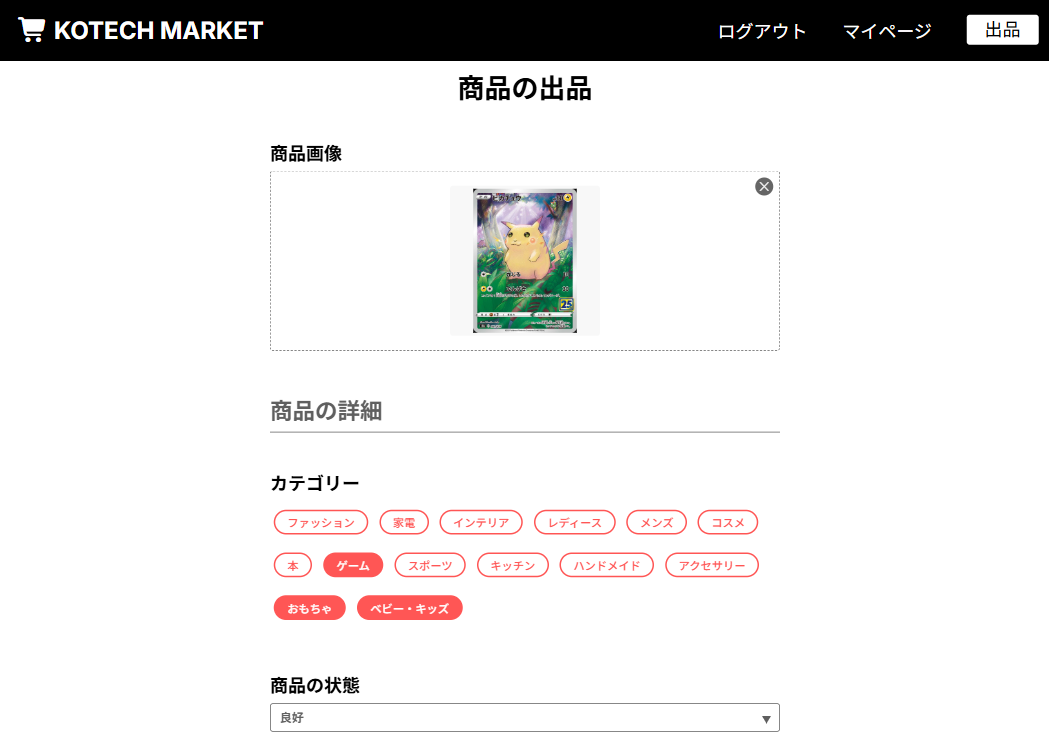 KOTECH MARKET ログアウト マイページ 出品
商品の出品
商品画像
25
商品の詳細
カテゴリー
ファッション 家電 インテリア レディース メンズ コスメ
本 ゲーム スポーツ キッチン ハンドメイド アクセサリー
おもちゃ ベビー・キッズ
商品の状態
良好